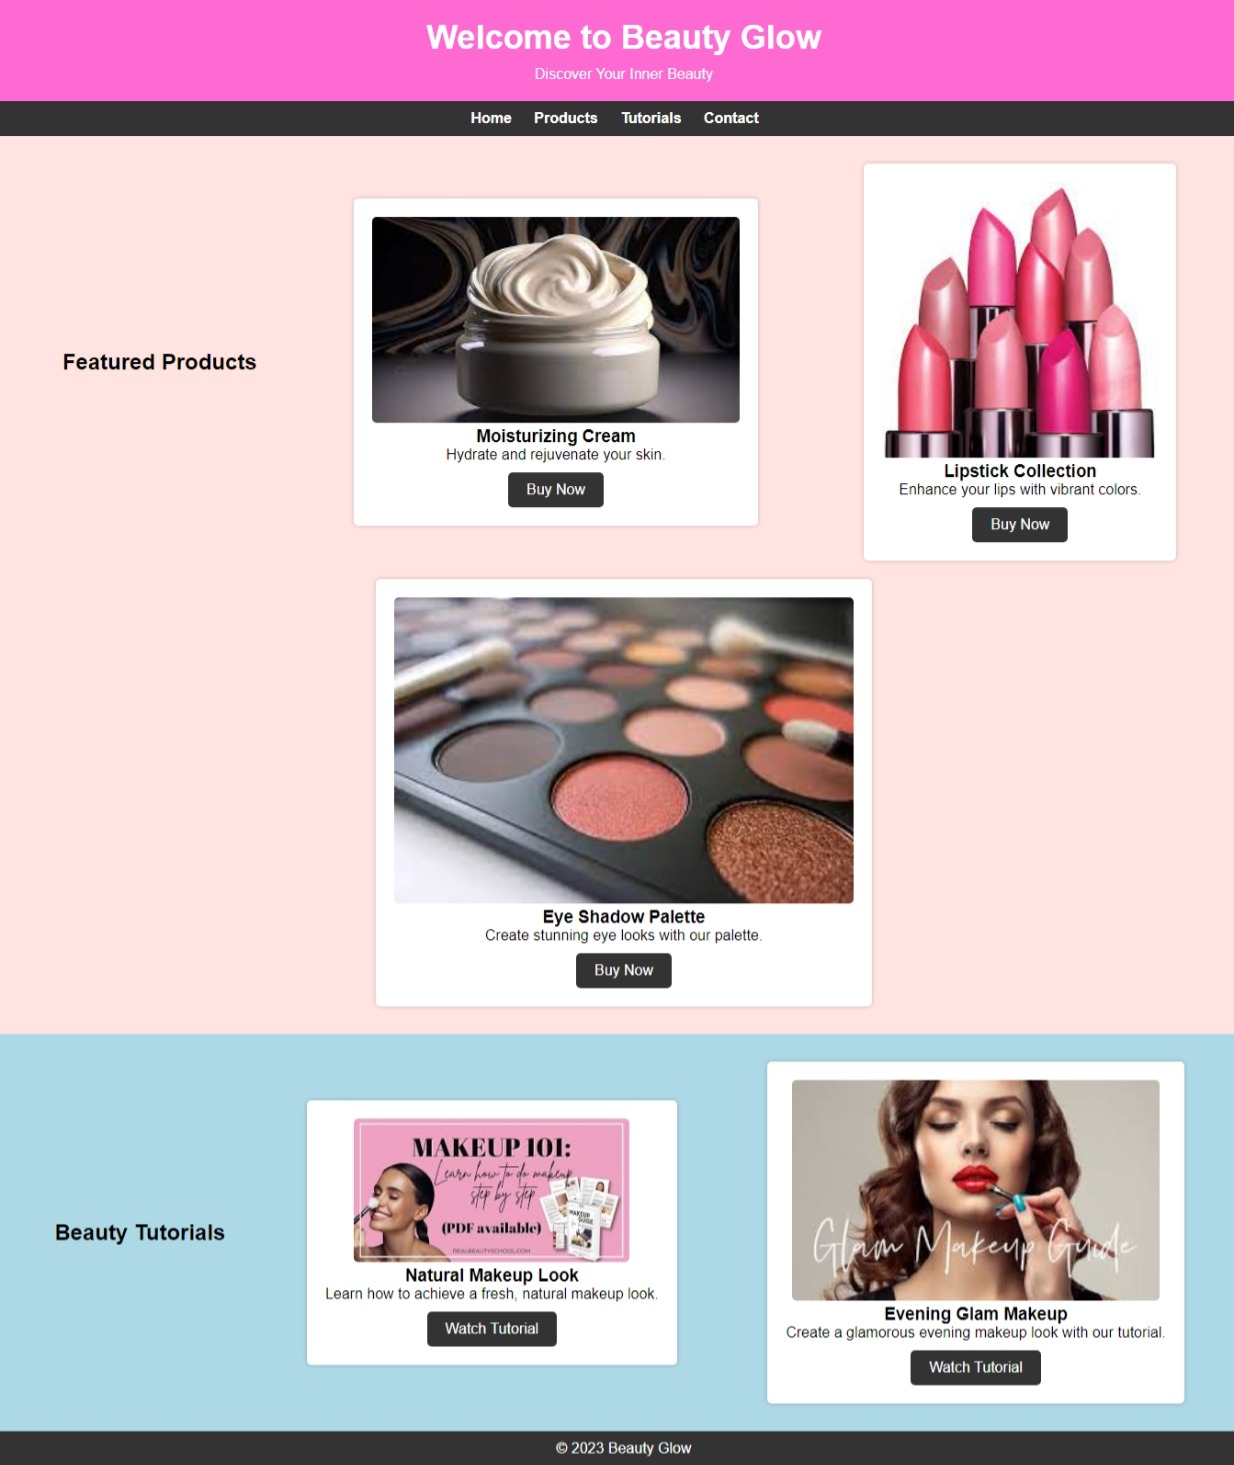 Welcome to Beauty Glow
Discover Your Inner Beauty
Home Products Tutorials Contact
Featured Products
Moisturizing Cream
Hydrate and rejuvenate your skin.
Buy Now
Lipstick Collection
Enhance your lips with vibrant colors.
Buy Now
Eye Shadow Palette
Create stunning eye looks with our palette.
Buy Now
Beauty Tutorials
MAKEUP 101:
Learn how to do makeup
step by step
(PDF available)
MAKEUP
GUIDE
REALBEAUTYSCHOOL.COM
Natural Makeup Look
Learn how to achieve a fresh, natural makeup look.
Watch Tutorial
Glam Makeup Guide
Evening Glam Makeup
Create a glamorous evening makeup look with our tutorial.
Watch Tutorial
© 2023 Beauty Glow